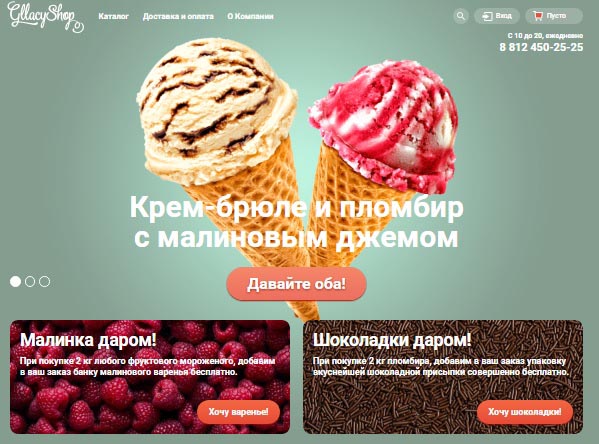 GllacyShop
Каталог
Доставка и оплата
О Компании
Вход
Пусто
С 10 до 20, ежедневно
8 812 450-25-25
Крем-брюле и пломбир
с малиновым джемом
Давайте оба!
Малинка даром!
При покупке 2 кг любого фруктового мороженого, добавим
в ваш заказ банку малинового варенья бесплатно.
Хочу варенье!
Шоколадки даром!
При покупке 2 кг пломбира, добавим в ваш заказ упаковку
вкуснейшей шоколадной присыпки совершенно бесплатно.
Хочу шоколадки!